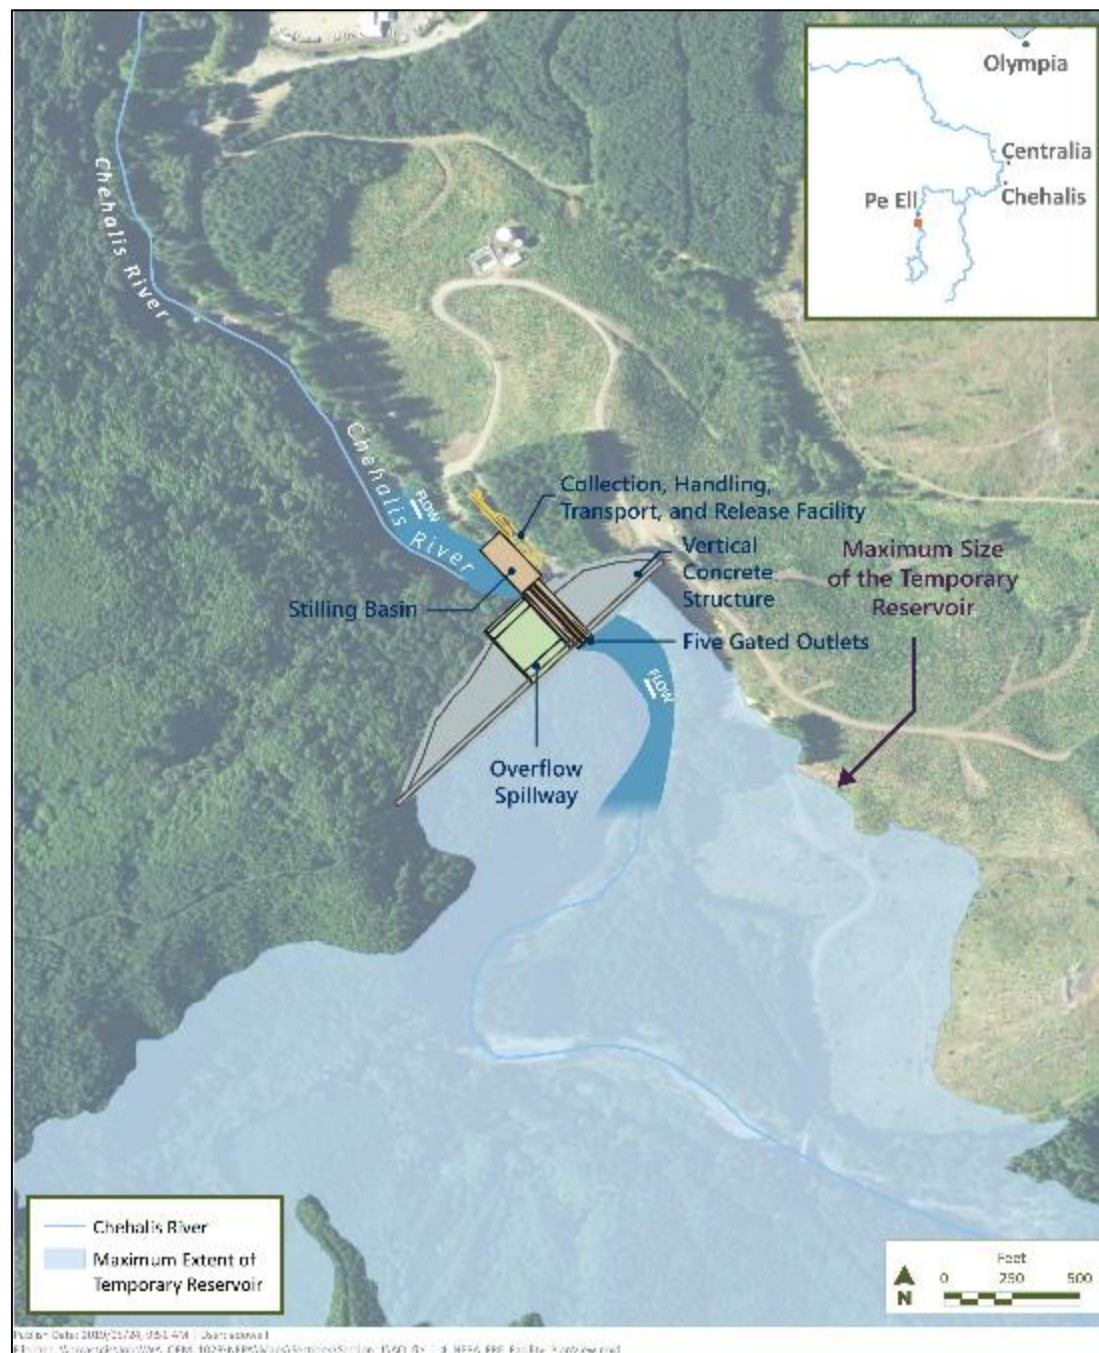 Olympia
Centralia
Chehalis
Pe Ell
Chehalis River
Chehalis River
FLOW
Collection, Handling,
Transport, and Release Facility
Vertical
Concrete
Structure
Maximum Size
of the Temporary
Reservoir
Stilling Basin
Five Gated Outlets
FLOW
Overflow
Spillway
Chehalis River
Maximum Extent of
Temporary Reservoir
Feet
0 250 500
N
Publish Date: